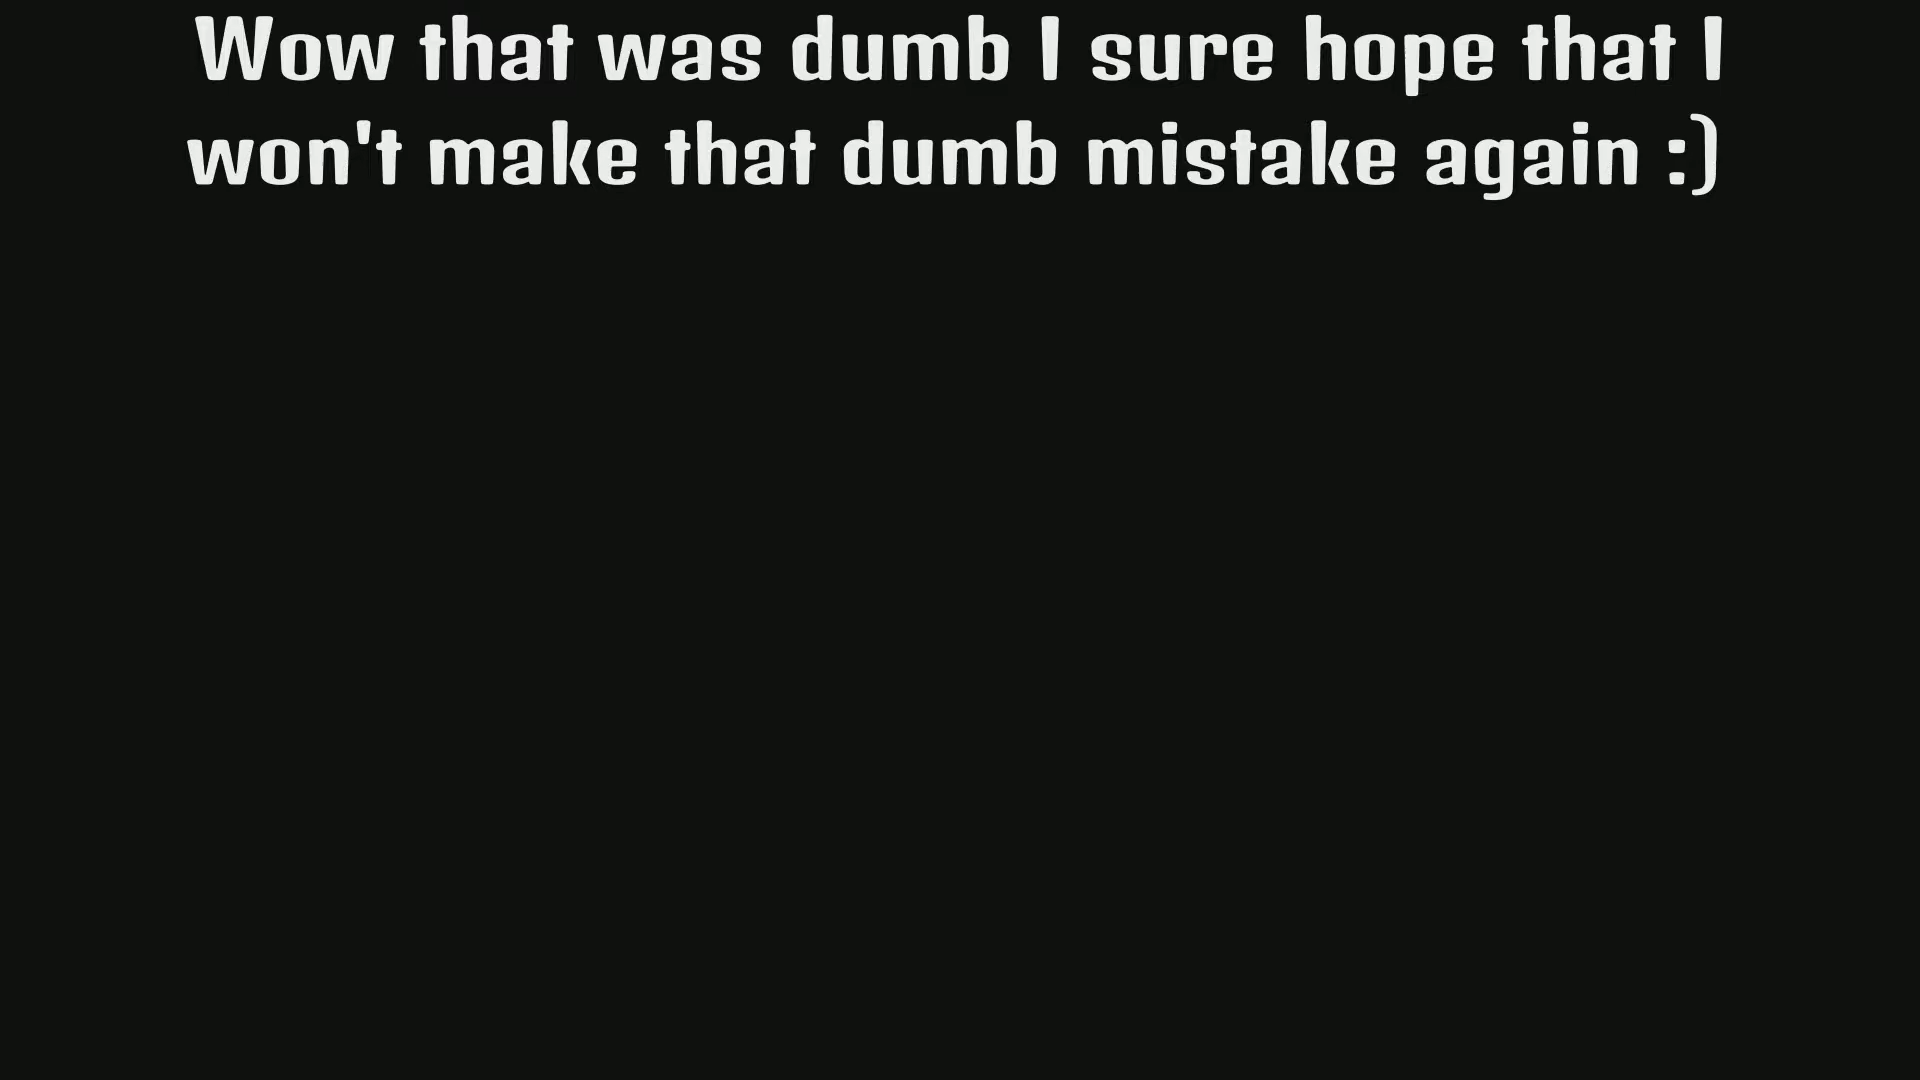 Wow that was dumb I sure hope that I
won't make that dumb mistake again :)